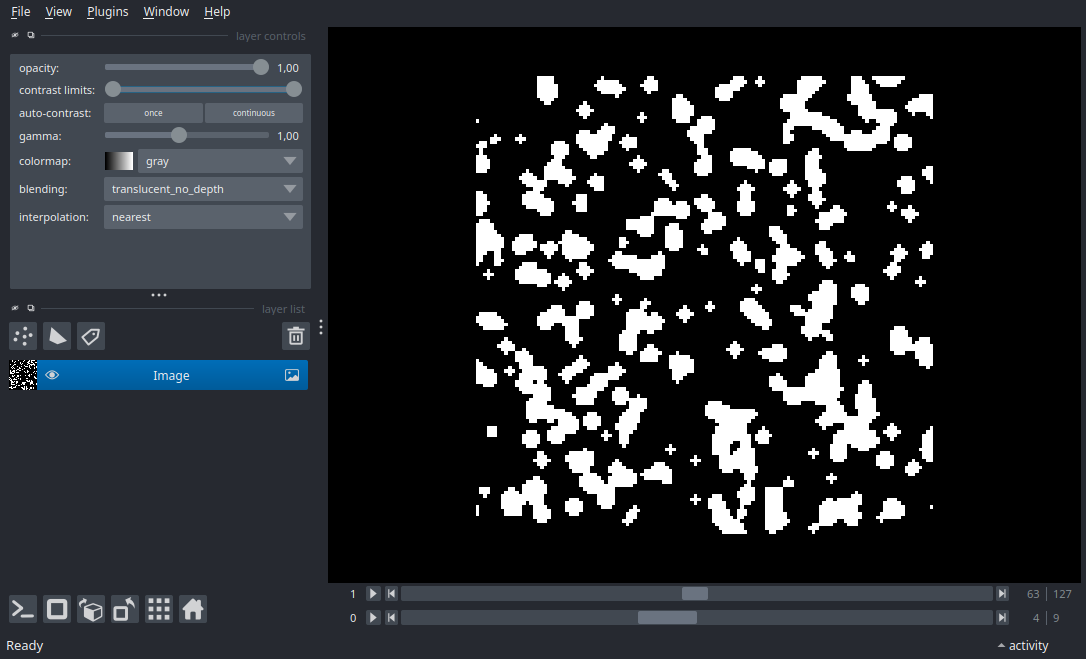 File View Plugins Window Help
layer controls
opacity: 1,00
contrast limits:
auto-contrast: once continuous
gamma: 1,00
colormap: gray
blending: translucent_no_depth
interpolation: nearest
layer list
Image
1 63 | 127
0 4 | 9
Ready activity